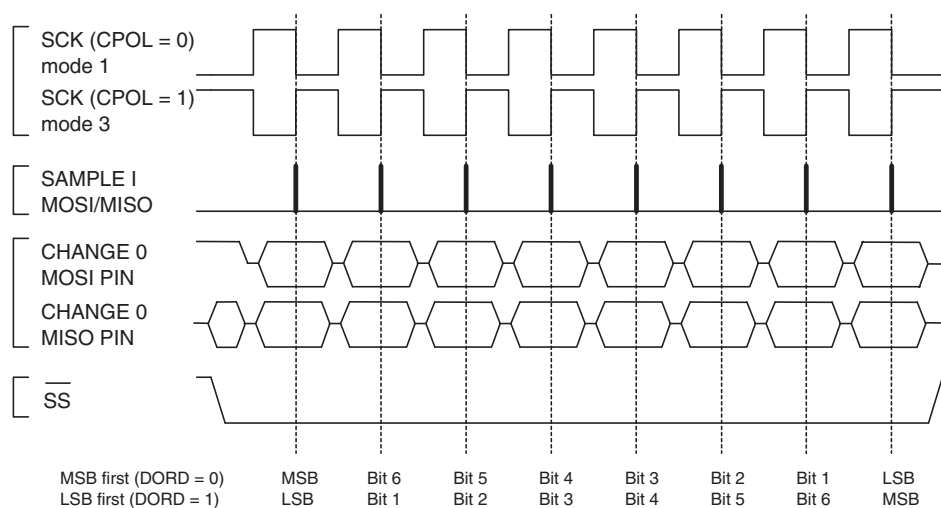 SCK (CPOL = 0)
mode 1
SCK (CPOL = 1)
mode 3
SAMPLE I
MOSI/MISO
CHANGE 0
MOSI PIN
CHANGE 0
MISO PIN
SS
MSB first (DORD = 0) MSB Bit 6 Bit 5 Bit 4 Bit 3 Bit 2 Bit 1 LSB
LSB first (DORD = 1) LSB Bit 1 Bit 2 Bit 3 Bit 4 Bit 5 Bit 6 MSB